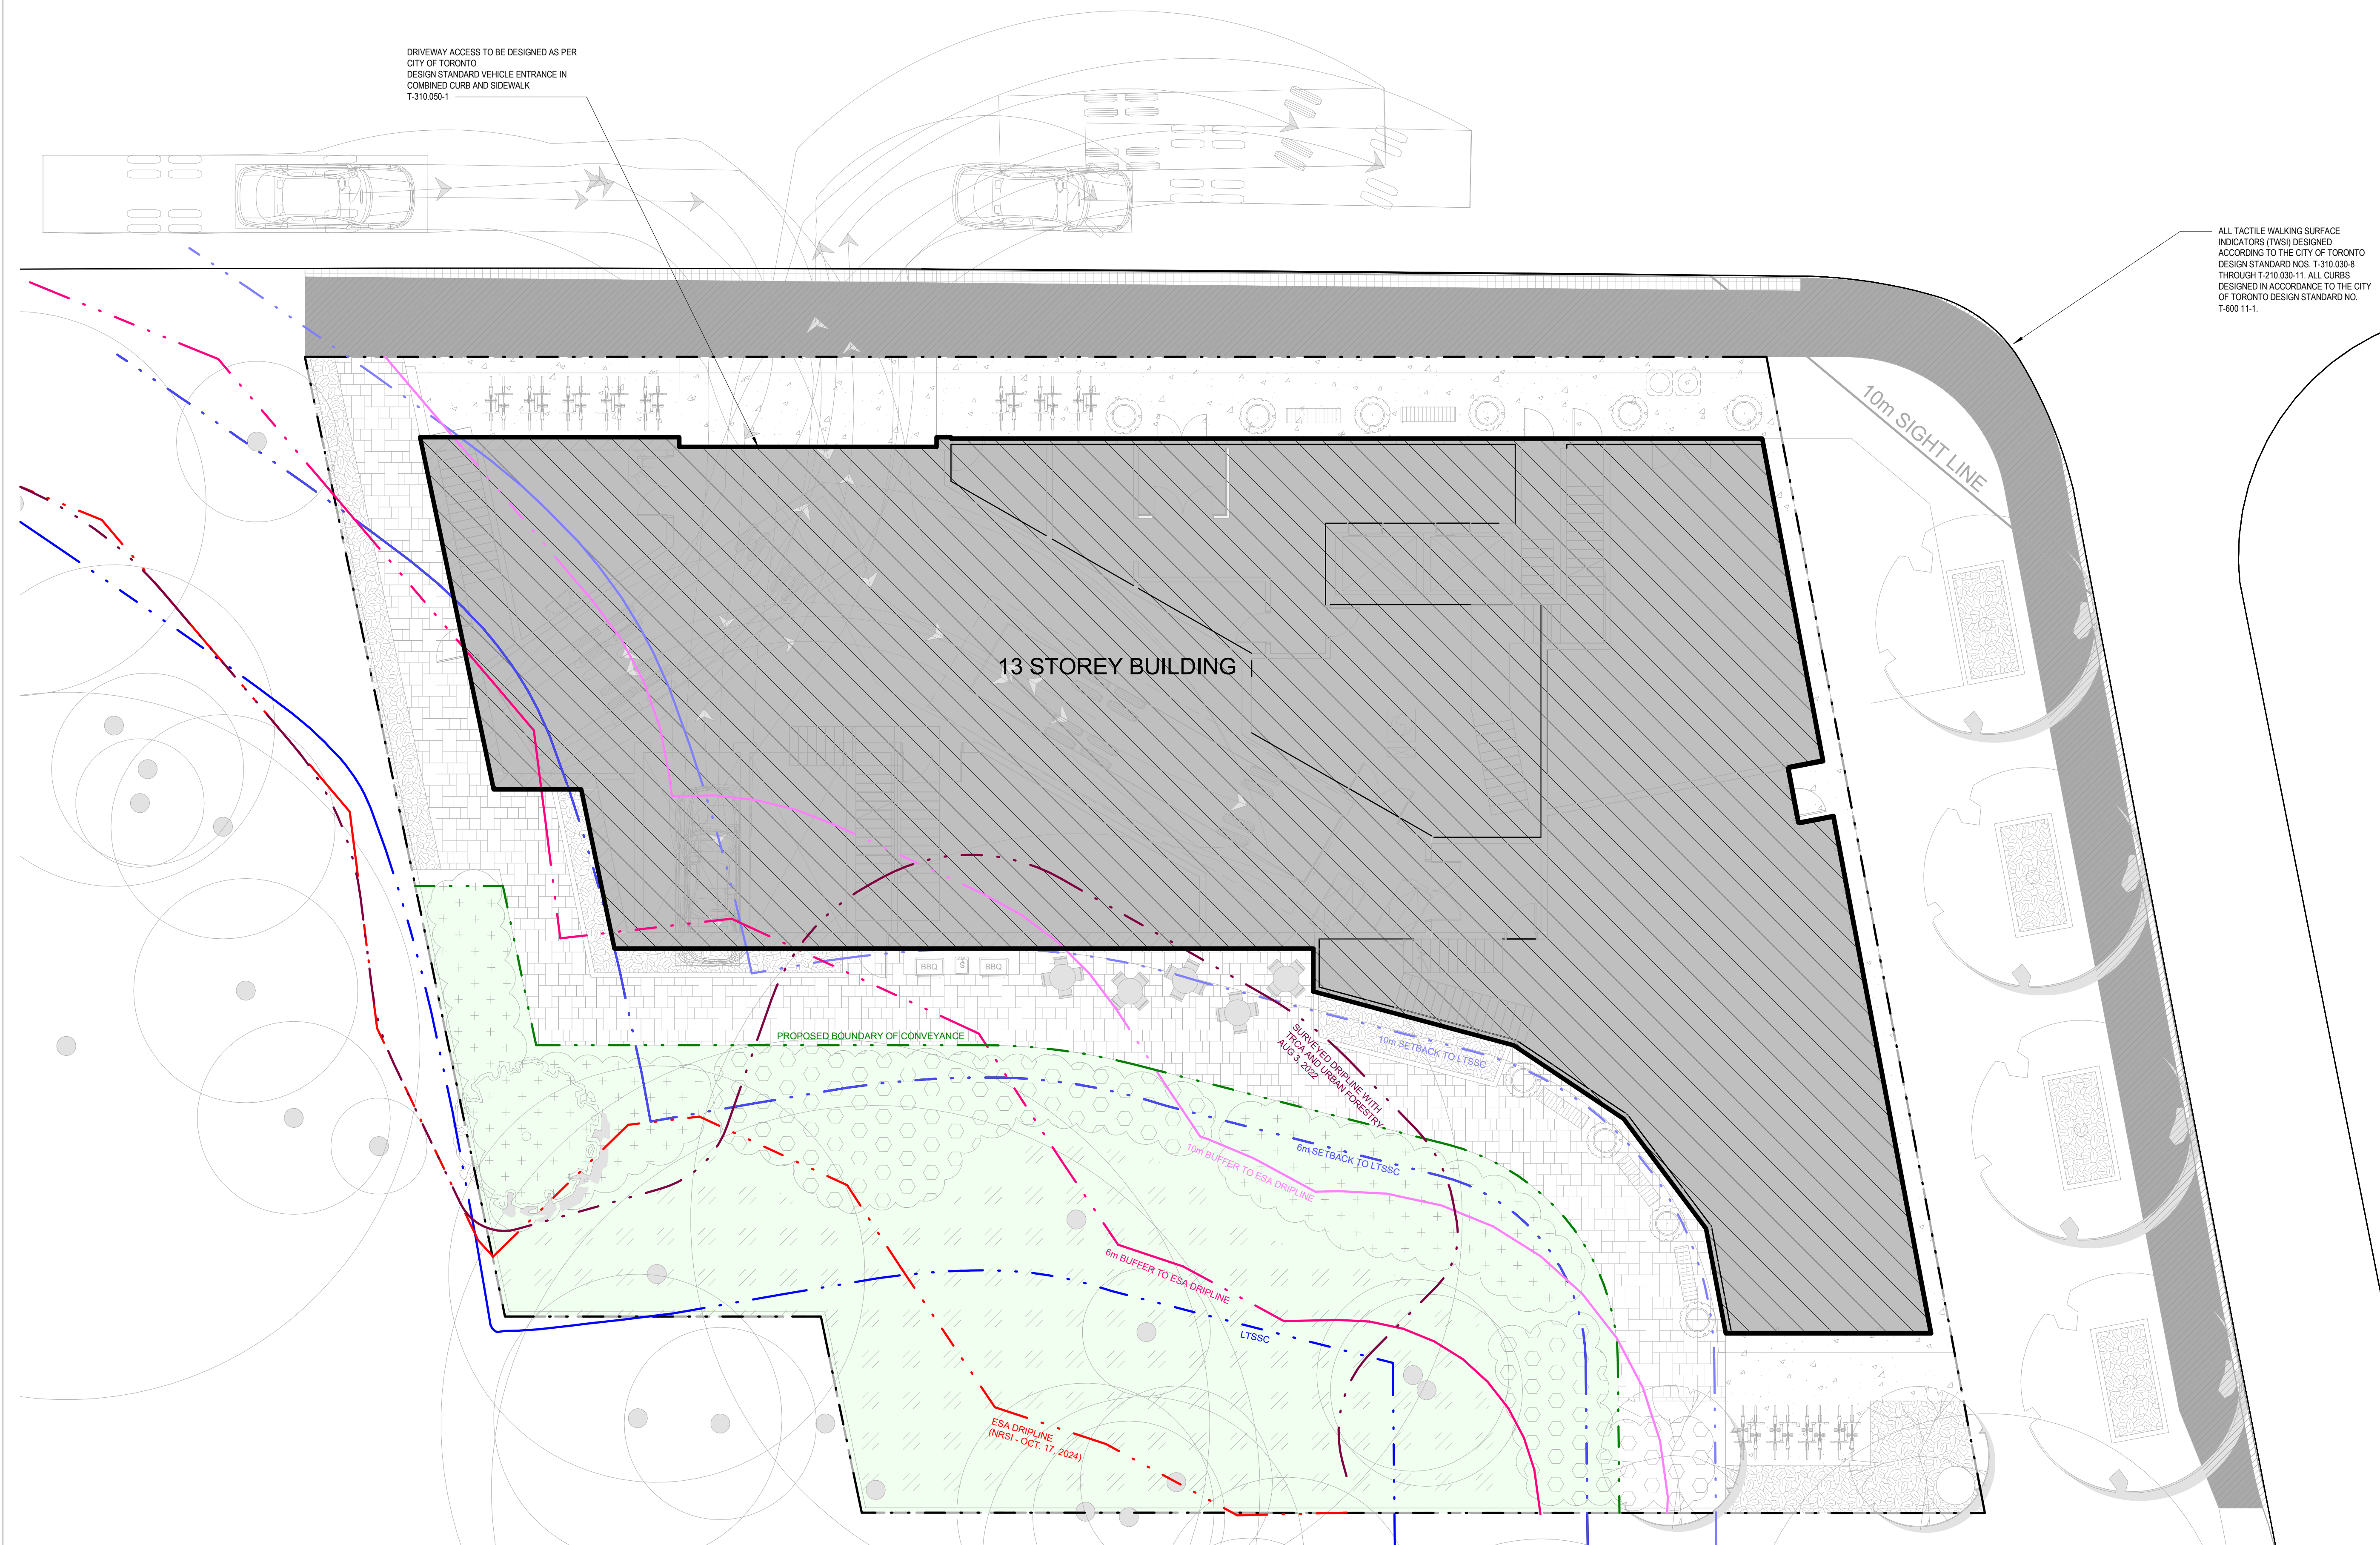 DRIVEWAY ACCESS TO BE DESIGNED AS PER
CITY OF TORONTO
DESIGN STANDARD VEHICLE ENTRANCE IN
COMBINED CURB AND SIDEWALK
T-310.050-1
ALL TACTILE WALKING SURFACE
INDICATORS (TWSI) DESIGNED
ACCORDING TO THE CITY OF TORONTO
DESIGN STANDARD NOS. T-310.030-8
THROUGH T-210.030-11. ALL CURBS
DESIGNED IN ACCORDANCE TO THE CITY
OF TORONTO DESIGN STANDARD NO.
T-600 11-1.
10m SIGHT LINE
13 STOREY BUILDING
BBQ
S
BBQ
PROPOSED BOUNDARY OF CONVEYANCE
SURVEYED DRIPLINE WITH
TRCA AND URBAN FORESTRY
AUG 3, 2022
10m SETBACK TO LTSSC
6m SETBACK TO LTSSC
10m BUFFER TO ESA DRIPLINE
6m BUFFER TO ESA DRIPLINE
LTSSC
ESA DRIPLINE
(NRSI - OCT. 17, 2024)